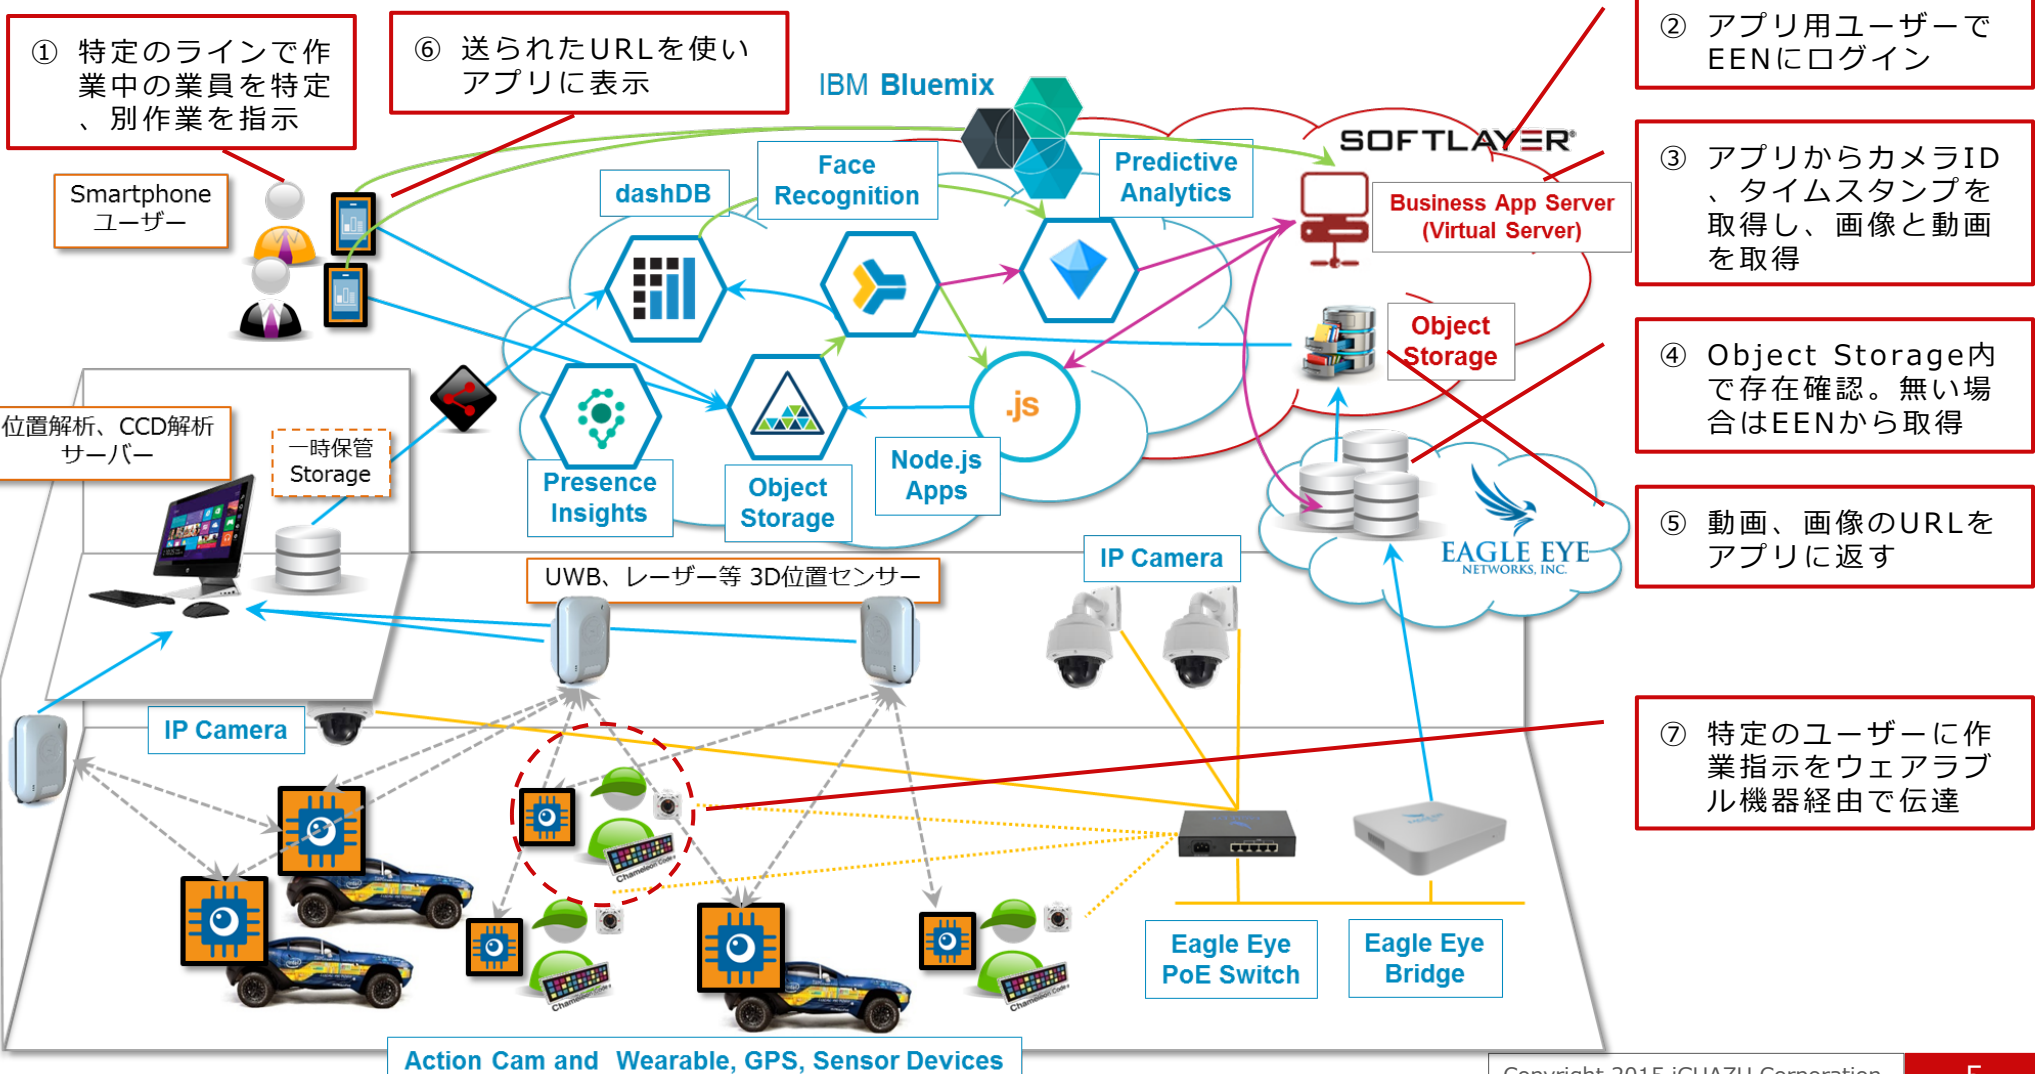 ① 特定のラインで作
業中の業員を特定
、別作業を指示
⑥ 送られたURLを使い
アプリに表示
② アプリ用ユーザーで
EENにログイン
IBM Bluemix
SOFTLAYER
③ アプリからカメラID
、タイムスタンプを
取得し、画像と動画
を取得
Smartphone
ユーザー
dashDB
Face
Recognition
Predictive
Analytics
Business App Server
(Virtual Server)
Object
Storage
④ Object Storage内
で存在確認。無い場
合はEENから取得
.js
位置解析、CCD解析
サーバー
一時保管
Storage
Presence
Insights
Object
Storage
Node.js
Apps
EAGLE EYE
NETWORKS, INC.
⑤ 動画、画像のURLを
アプリに返す
UWB、レーザー等 3D位置センサー
IP Camera
IP Camera
⑦ 特定のユーザーに作
業指示をウェアラブ
ル機器経由で伝達
Chameleon Code
Chameleon Code
Chameleon Code
Eagle Eye
PoE Switch
Eagle Eye
Bridge
Action Cam and Wearable, GPS, Sensor Devices
Copyright 2015 iGUAZU Corporation
5